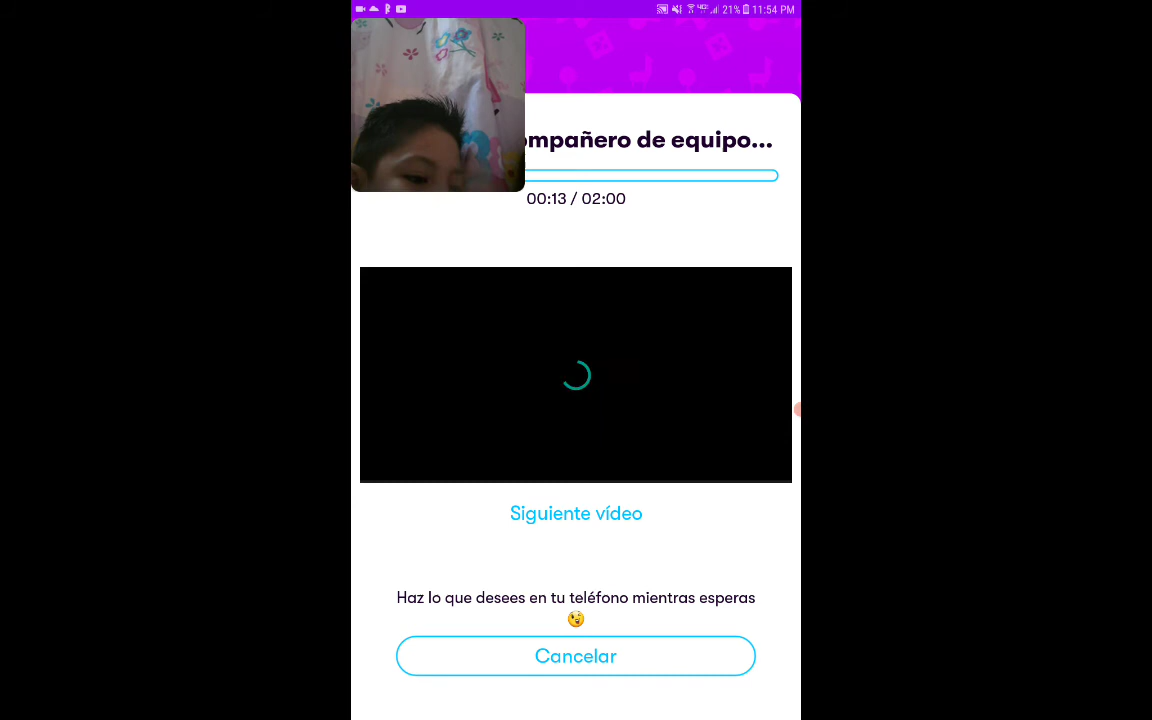 21% 11:54 PM
ompañero de equipo...
00:13 / 02:00
Siguiente vídeo
Haz lo que desees en tu teléfono mientras esperas
Cancelar